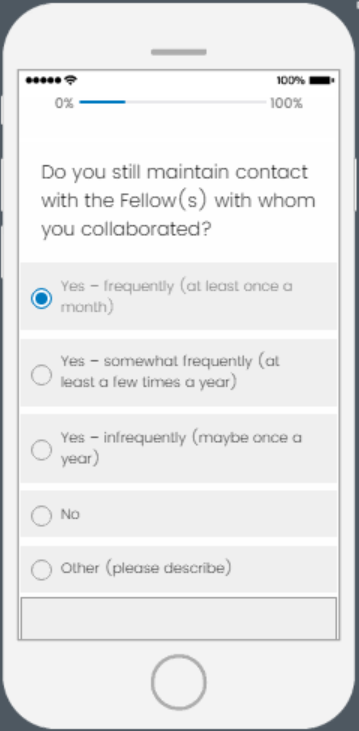 100%
0% 100%
Do you still maintain contact
with the Fellow(s) with whom
you collaborated?
Yes – frequently (at least once a
month)
Yes – somewhat frequently (at
least a few times a year)
Yes – infrequently (maybe once a
year)
No
Other (please describe)